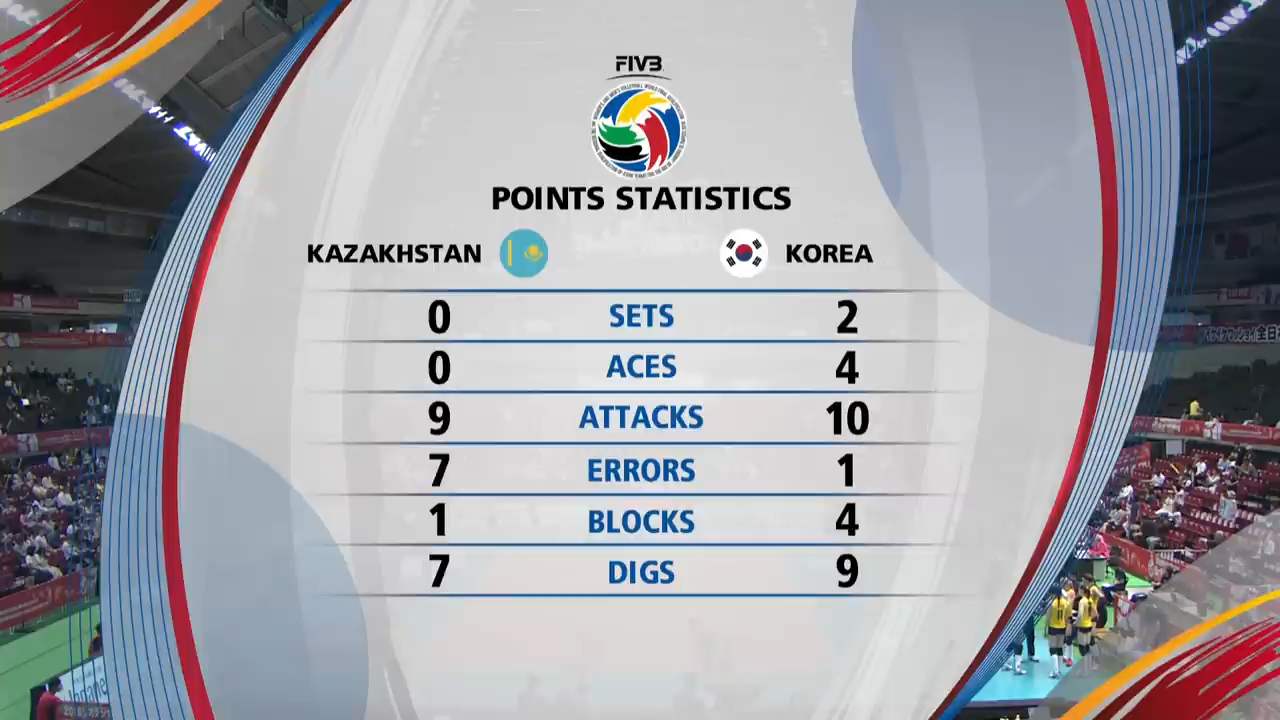 FIVB
POINTS STATISTICS
KAZAKHSTAN KOREA
0 SETS 2
0 ACES 4
9 ATTACKS 10
7 ERRORS 1
1 BLOCKS 4
7 DIGS 9